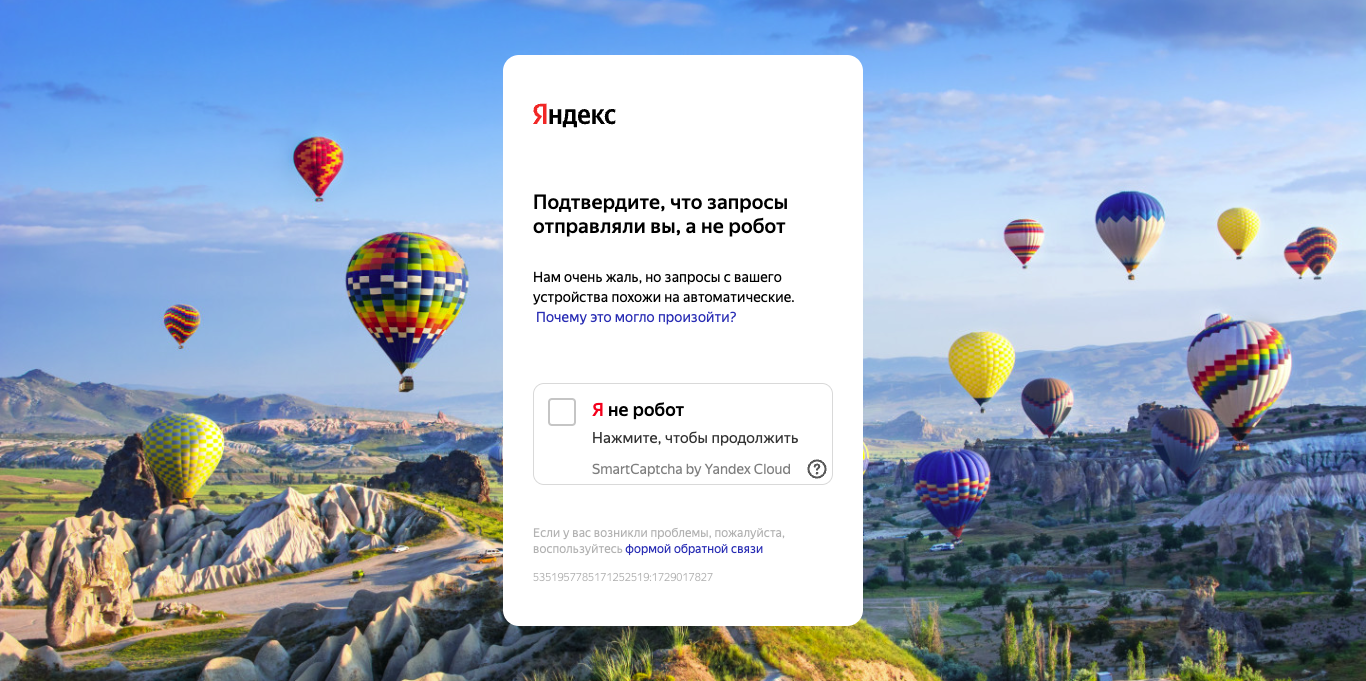 Яндекс
Подтвердите, что запросы
отправляли вы, а не робот
Нам очень жаль, но запросы с вашего
устройства похожи на автоматические.
Почему это могло произойти?
Я не робот
Нажмите, чтобы продолжить
SmartCaptcha by Yandex Cloud ?
Если у вас возникли проблемы, пожалуйста,
воспользуйтесь формой обратной связи
5351957785171252519:1729017827